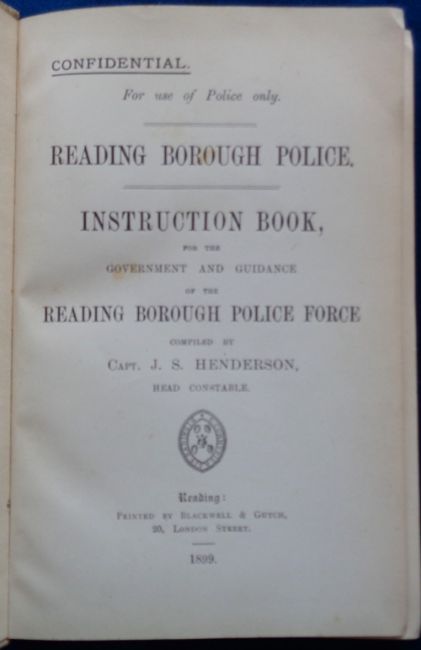 CONFIDENTIAL.
For use of Police only.
READING BOROUGH POLICE.
INSTRUCTION BOOK,
FOR THE
GOVERNMENT AND GUIDANCE
OF THE
READING BOROUGH POLICE FORCE
COMPILED BY
CAPT. J. S. HENDERSON,
HEAD CONSTABLE.
Reading:
PRINTED BY BLACKWELL & GUTCH,
20, LONDON STREET.
1899.